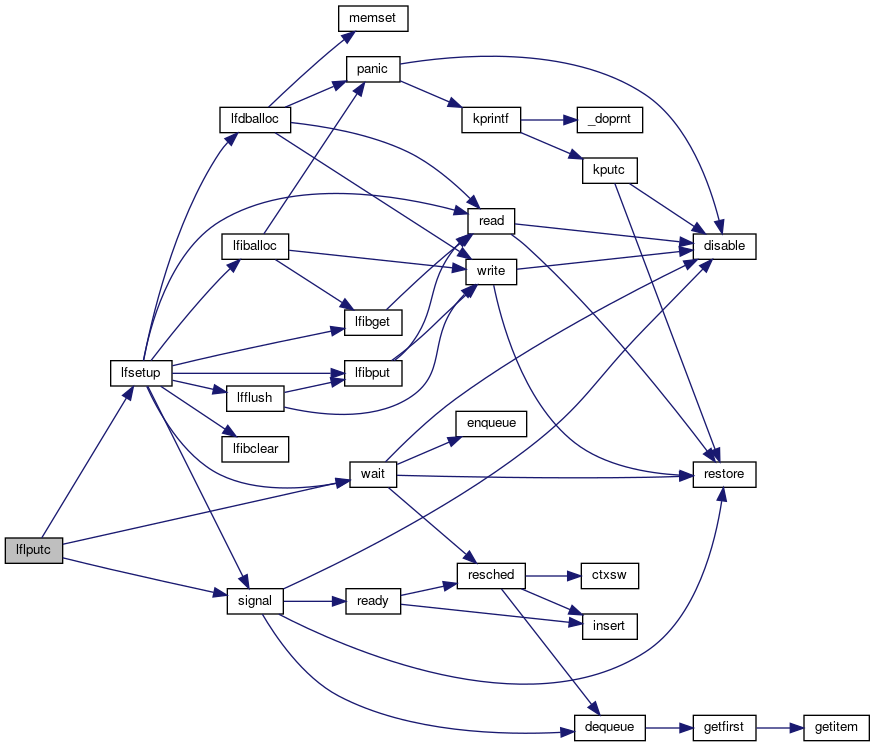 memset
panic
lfdballoc
kprintf
_doprnt
kputc
read
lfiballoc
disable
write
lfibget
lfsetup
lfibput
lfflush
enqueue
lfibclear
wait
restore
lflputc
resched
ctxsw
signal
ready
insert
dequeue
getfirst
getitem